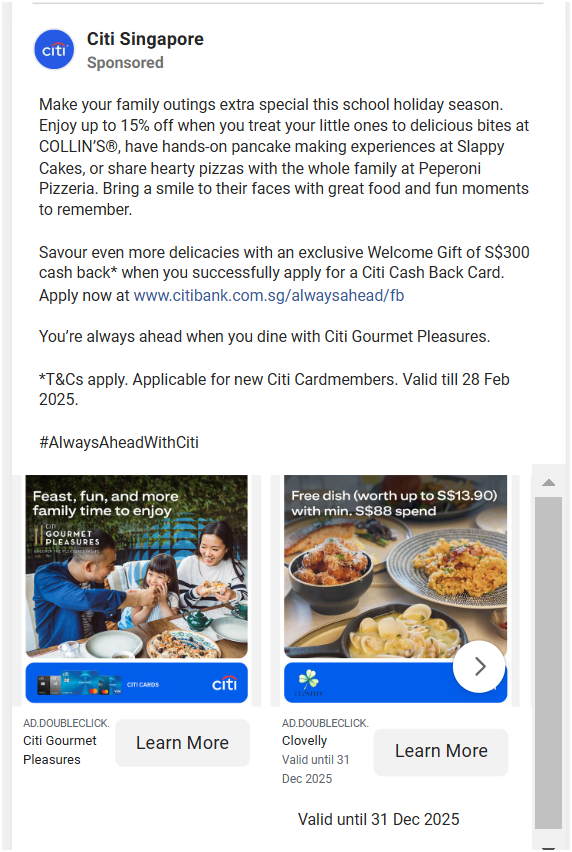 citi
Citi Singapore
Sponsored
Make your family outings extra special this school holiday season.
Enjoy up to 15% off when you treat your little ones to delicious bites at
COLLIN’S®, have hands-on pancake making experiences at Slappy
Cakes, or share hearty pizzas with the whole family at Peperoni
Pizzeria. Bring a smile to their faces with great food and fun moments
to remember.
Savour even more delicacies with an exclusive Welcome Gift of S$300
cash back* when you successfully apply for a Citi Cash Back Card.
Apply now at www.citibank.com.sg/alwaysahead/fb
You’re always ahead when you dine with Citi Gourmet Pleasures.
*T&Cs apply. Applicable for new Citi Cardmembers. Valid till 28 Feb
2025.
#AlwaysAheadWithCiti
Feast, fun, and more
family time to enjoy
CITI
GOURMET
PLEASURES
CITI CARDS
citi
AD.DOUBLECLICK.
Citi Gourmet
Pleasures
Learn More
Free dish (worth up to S$13.90)
with min. S$88 spend
AD.DOUBLECLICK.
Clovelly
Valid until 31
Dec 2025
Learn More
Valid until 31 Dec 2025